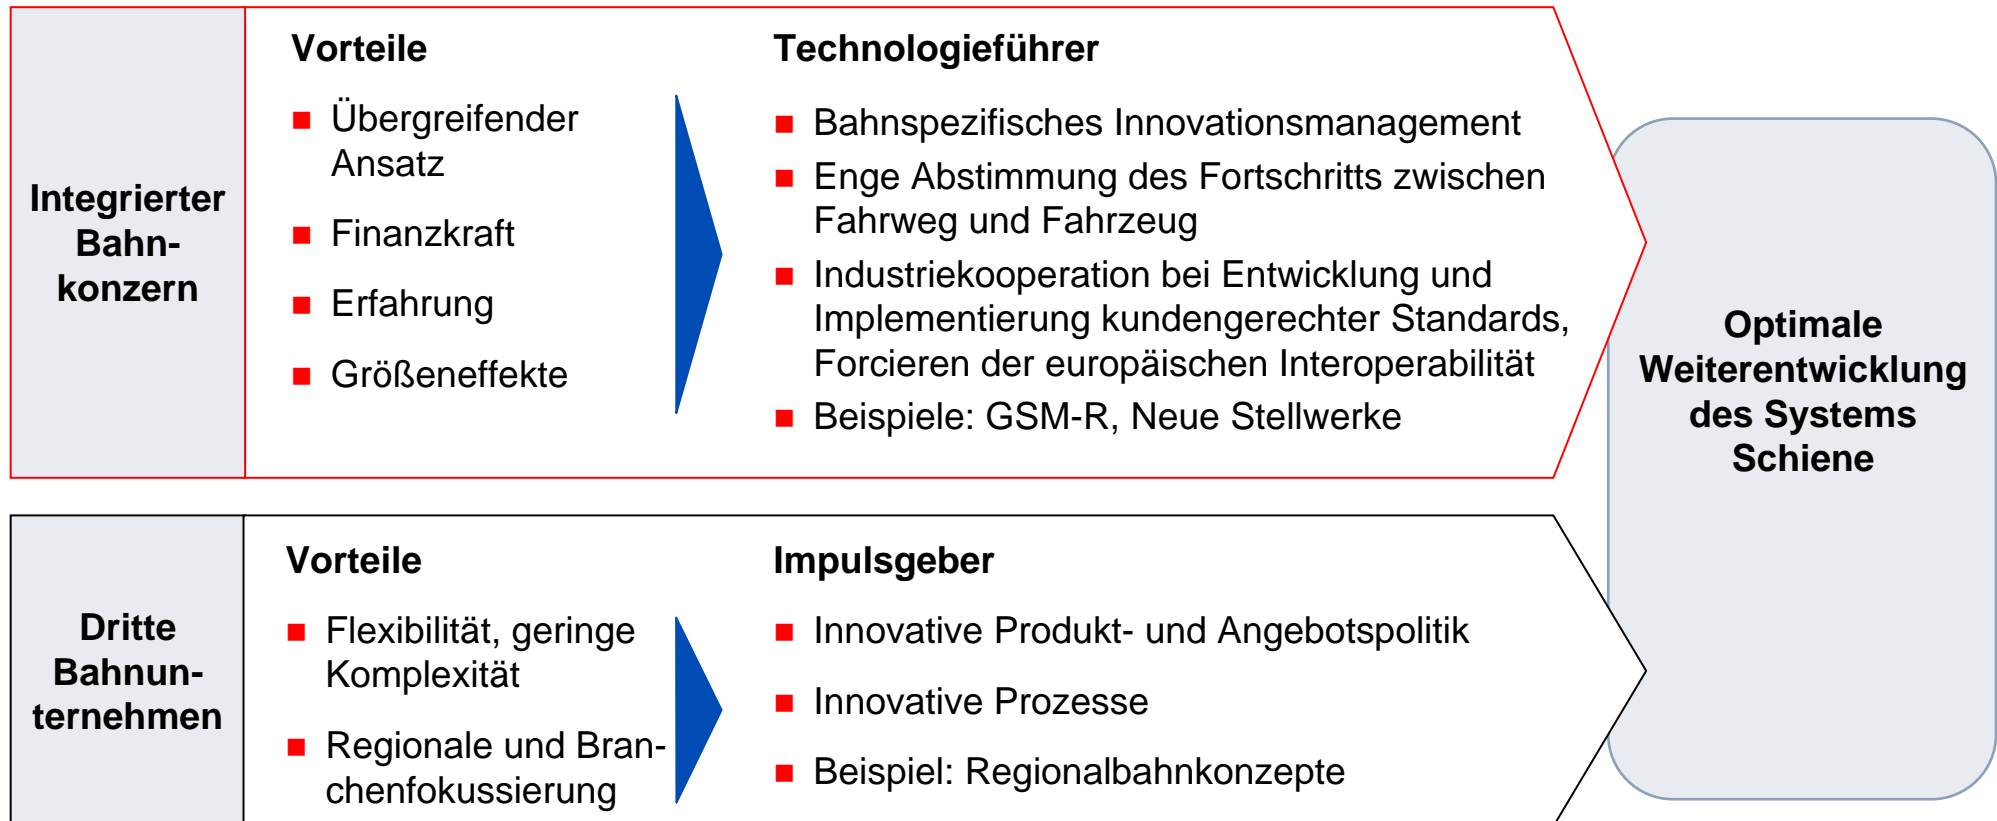 Integrierter
Bahn-
konzern
Vorteile
Übergreifender
Ansatz
Finanzkraft
Erfahrung
Größeneffekte
Technologieführer
Bahnspezifisches Innovationsmanagement
Enge Abstimmung des Fortschritts zwischen
Fahrweg und Fahrzeug
Industriekooperation bei Entwicklung und
Implementierung kundengerechter Standards,
Forcieren der europäischen Interoperabilität
Beispiele: GSM-R, Neue Stellwerke
Dritte
Bahnun-
ternehmen
Vorteile
Flexibilität, geringe
Komplexität
Regionale und Bran-
chenfokussierung
Impulsgeber
Innovative Produkt- und Angebotspolitik
Innovative Prozesse
Beispiel: Regionalbahnkonzepte
Optimale
Weiterentwicklung
des Systems
Schiene